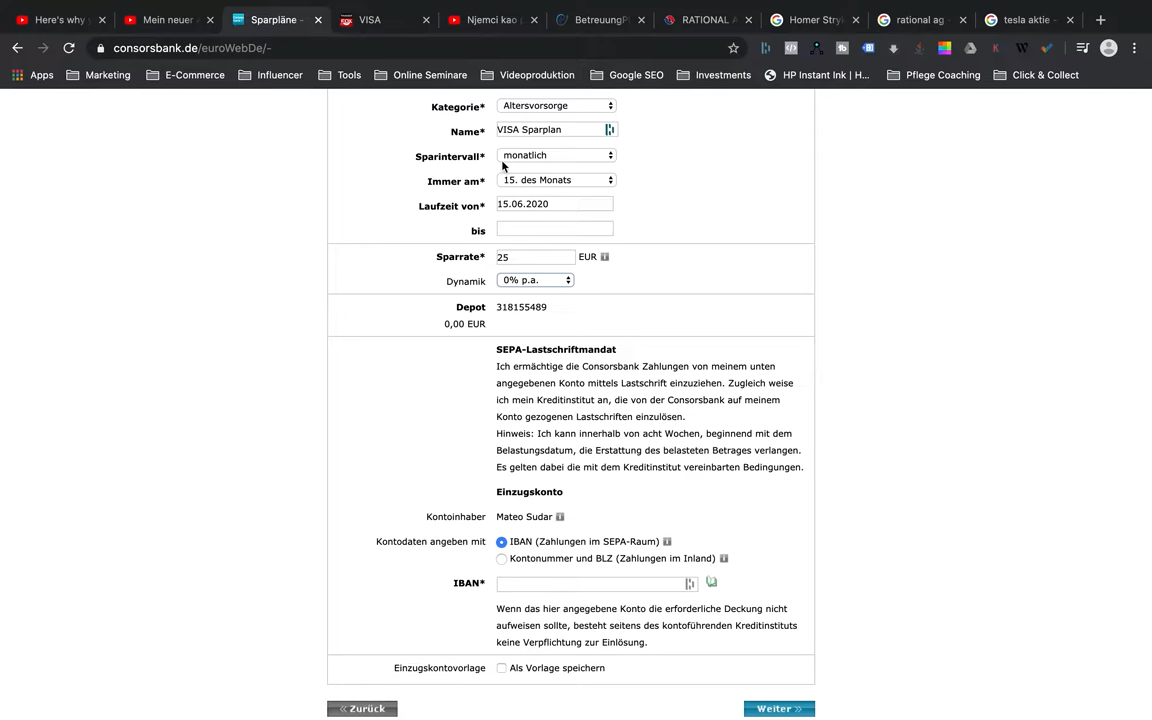 Here's why y
Mein neuer
Sparpläne -
VISA
Njemci kao p
BetreuungPl
RATIONAL A
Homer Stryk
rational ag -
tesla aktie -
consorsbank.de/euroWebDe/-
Apps
Marketing
E-Commerce
Influencer
Tools
Online Seminare
Videoproduktion
Google SEO
Investments
HP Instant Ink | H...
Pflege Coaching
Click & Collect
Kategorie* Altersvorsorge
Name* VISA Sparplan
Sparintervall* monatlich
Immer am* 15. des Monats
Laufzeit von* 15.06.2020
bis
Sparrate* 25 EUR
Dynamik 0% p.a.
Depot 318155489
0,00 EUR
SEPA-Lastschriftmandat
Ich ermächtige die Consorsbank Zahlungen von meinem unten
angegebenen Konto mittels Lastschrift einzuziehen. Zugleich weise
ich mein Kreditinstitut an, die von der Consorsbank auf meinem
Konto gezogenen Lastschriften einzulösen.
Hinweis: Ich kann innerhalb von acht Wochen, beginnend mit dem
Belastungsdatum, die Erstattung des belasteten Betrages verlangen.
Es gelten dabei die mit dem Kreditinstitut vereinbarten Bedingungen.
Einzugskonto
Kontoinhaber Mateo Sudar
Kontodaten angeben mit IBAN (Zahlungen im SEPA-Raum)
Kontonummer und BLZ (Zahlungen im Inland)
IBAN*
Wenn das hier angegebene Konto die erforderliche Deckung nicht
aufweisen sollte, besteht seitens des kontoführenden Kreditinstituts
keine Verpflichtung zur Einlösung.
Einzugskontovorlage Als Vorlage speichern
Zurück
Weiter